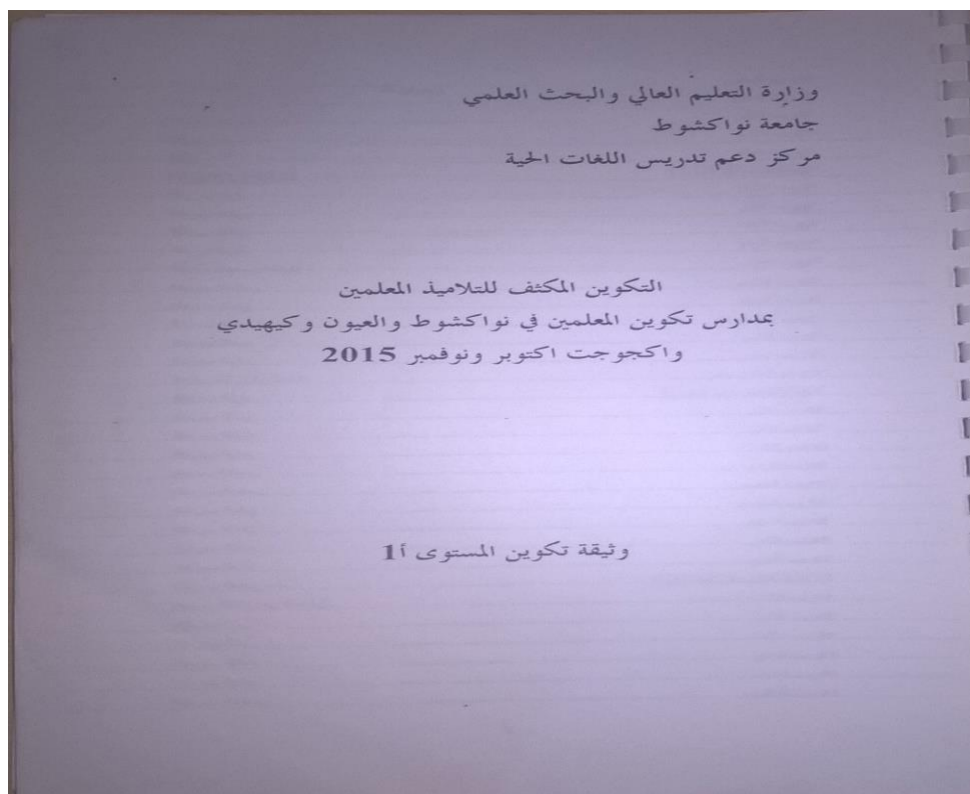 وزارة التعليم العالي والبحث العلمي
جامعة نواكشوط
مركز دعم تدريس اللغات الحية
التكوين المكثف للتلاميذ المعلمين
بمدارس تكوين المعلمين في نواكشوط والعيون وكيهيدي
واكجوجت اكتوبر ونوفمبر 2015
وثيقة تكوين المستوى أ1